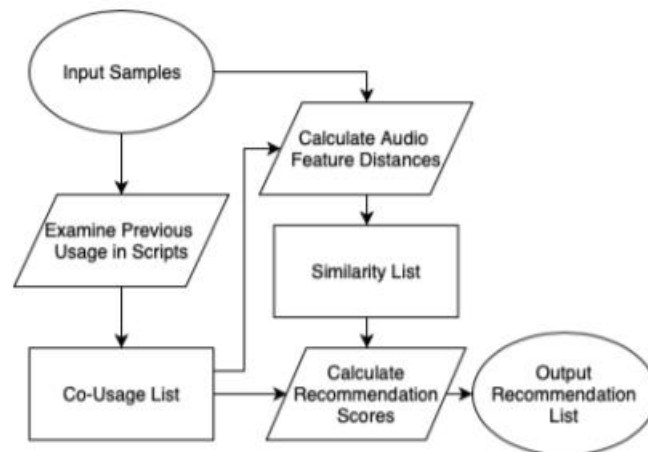 Input Samples
Calculate Audio
Feature Distances
Examine Previous
Usage in Scripts
Similarity List
Co-Usage List
Calculate
Recommendation
Scores
Output
Recommendation
List